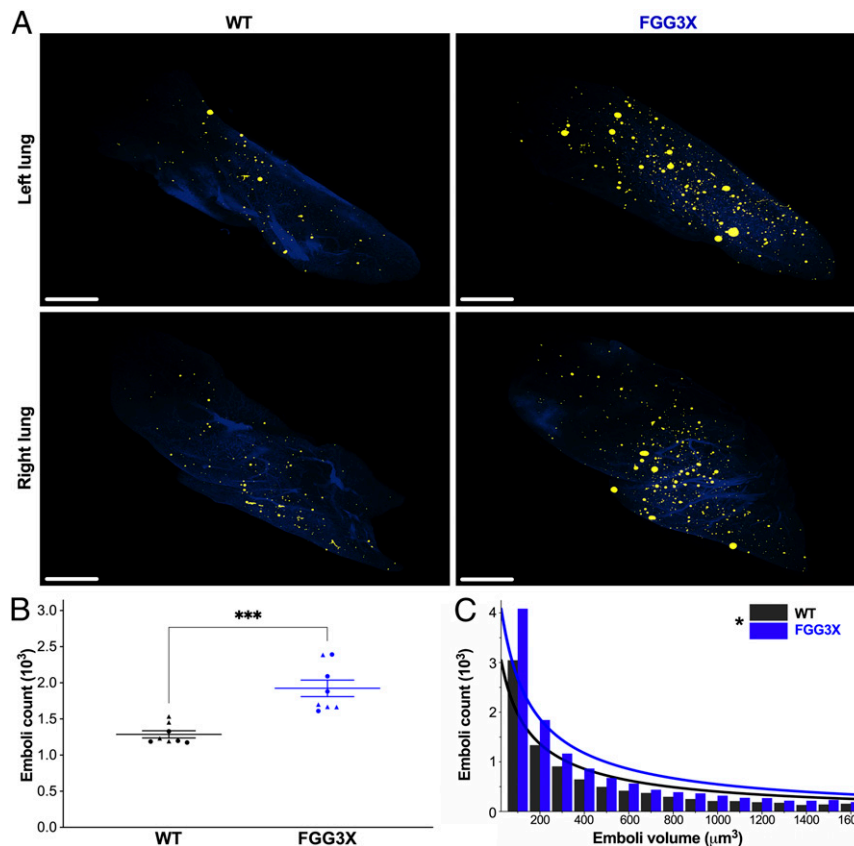 A
WT
FGG3X
Left lung
Right lung
B
***
Emboli count (10³)
3.0
2.5
2.0
1.5
1.0
0.5
0.0
WT
FGG3X
C
* WT
FGG3X
Emboli count (10³)
4
3
2
1
0
200 400 600 800 1000 1200 1400 160
Emboli volume (μm³)